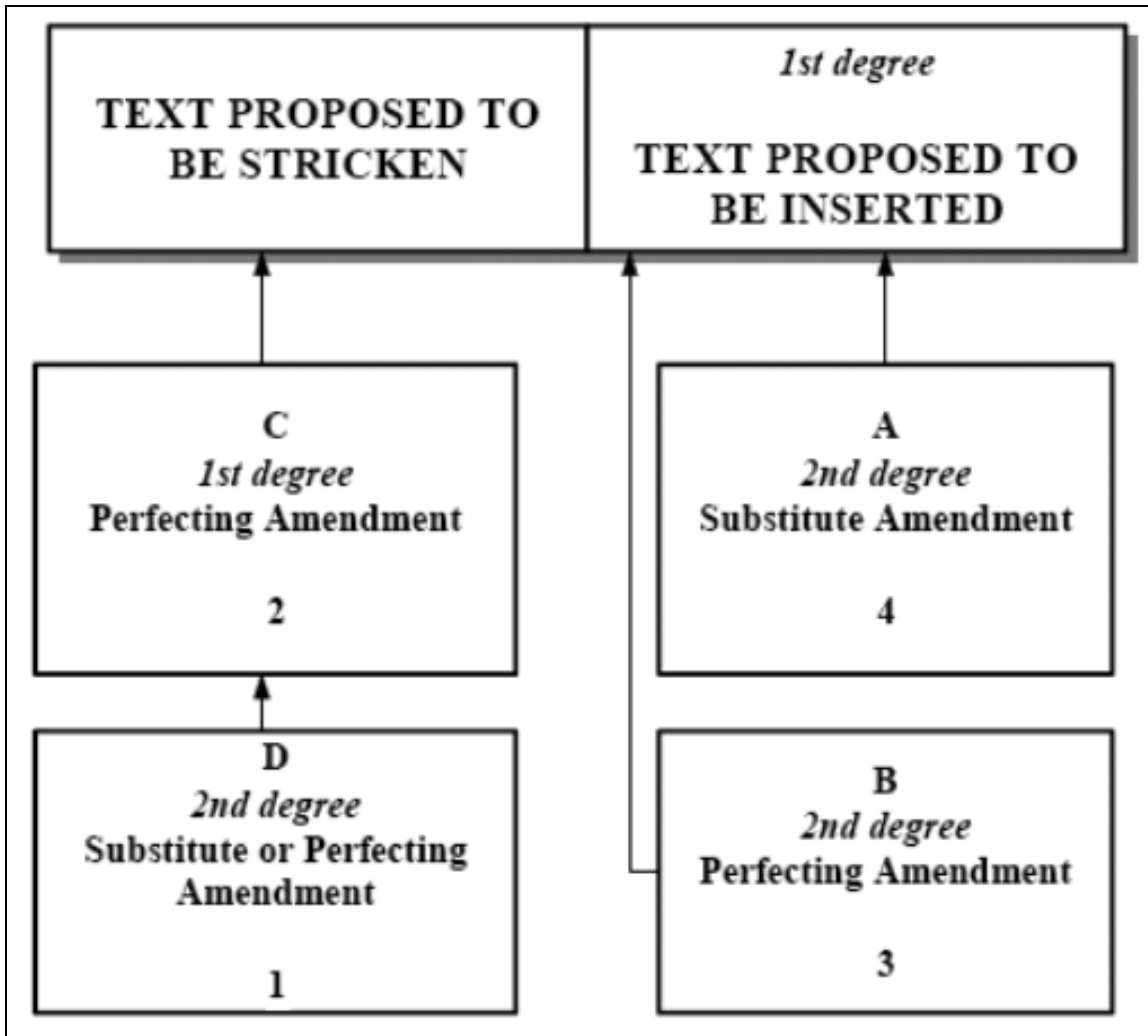 TEXT PROPOSED TO
BE STRICKEN
1st degree
TEXT PROPOSED TO
BE INSERTED
C
1st degree
Perfecting Amendment
2
A
2nd degree
Substitute Amendment
4
D
2nd degree
Substitute or Perfecting
Amendment
1
B
2nd degree
Perfecting Amendment
3